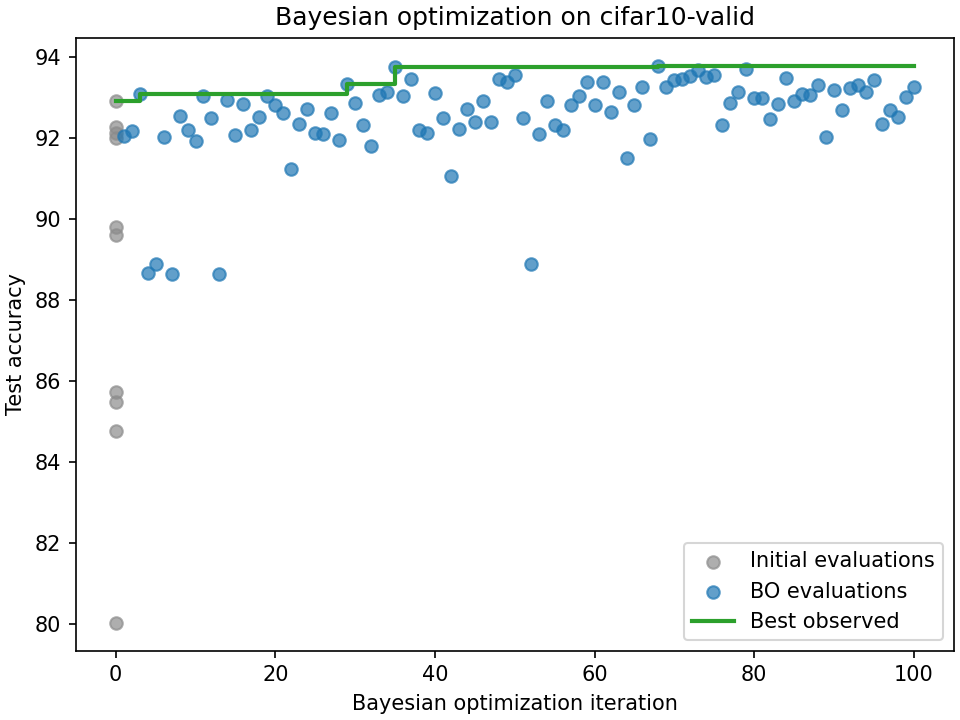 Bayesian optimization on cifar10-valid
Test accuracy
94
92
90
88
86
84
82
80
0
20
40
60
80
100
Bayesian optimization iteration
Initial evaluations
BO evaluations
Best observed